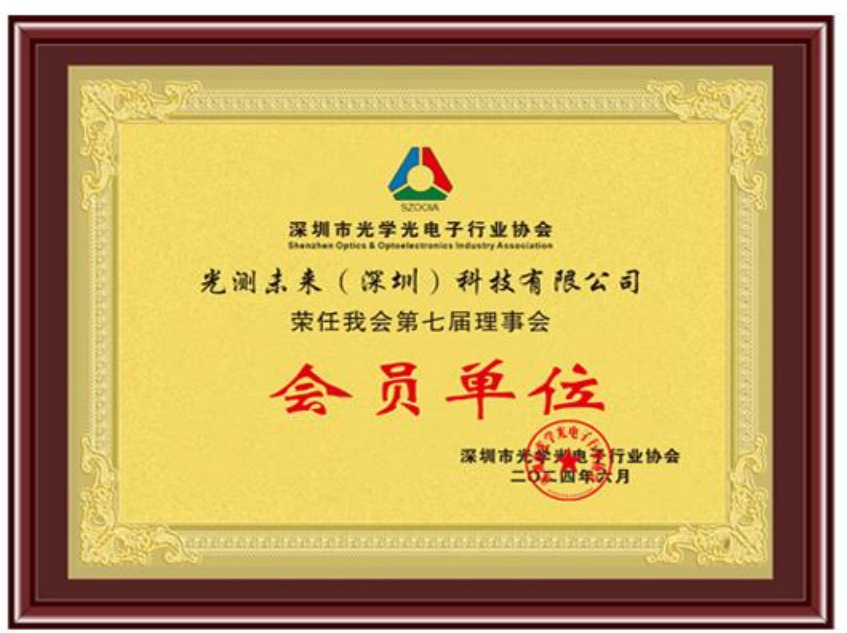 SZOOIA
深圳市光学光电子行业协会
Shenzhen Optics & Optoelectronics Industry Association
光测未来（深圳）科技有限公司
荣任我会第七届理事会
会员单位
深圳市光学光电子行业协会
二〇二四年六月